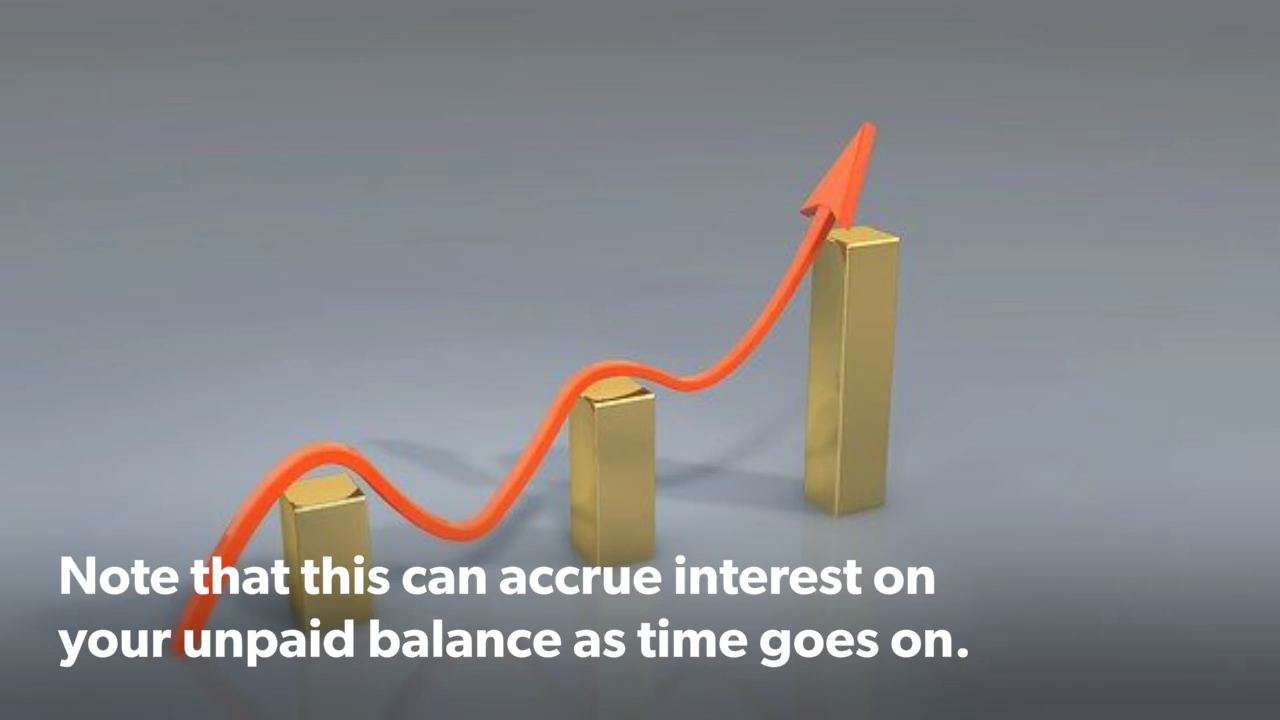 Note that this can accrue interest on
your unpaid balance as time goes on.